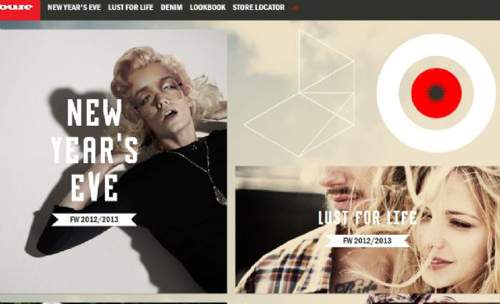 NEW YEAR'S EVE LUST FOR LIFE DENIM LOOKBOOK STORE LOCATOR
NEW
YEAR'S
EVE
FW 2012/2013
LUST FOR LIFE
FW 2012/2013